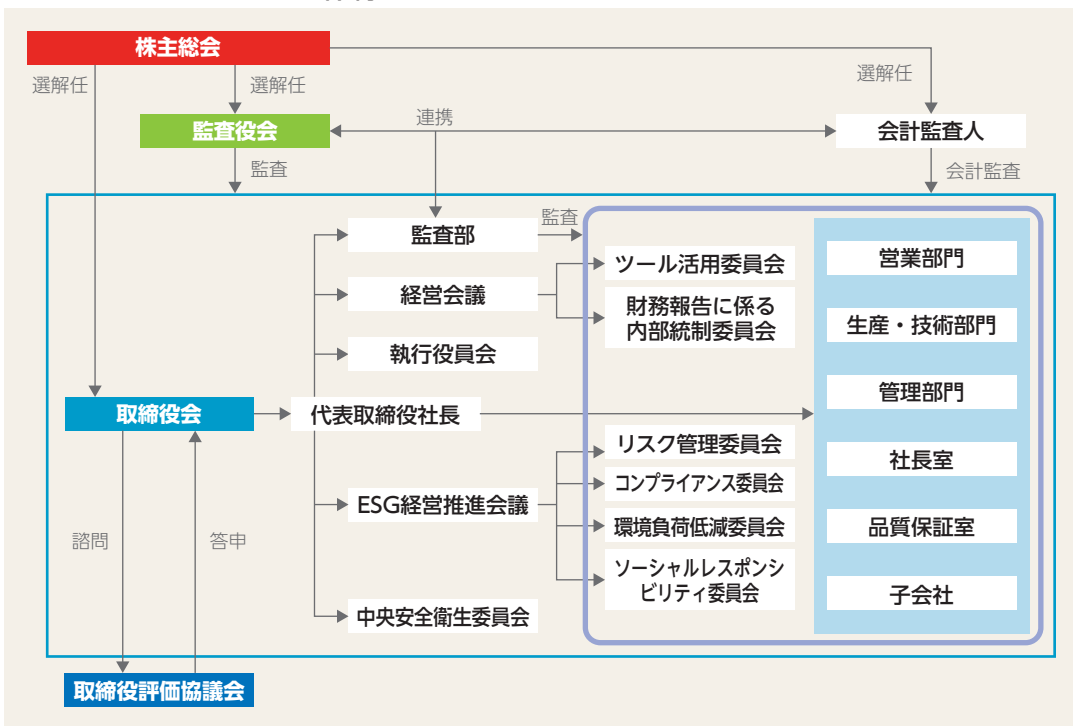 株主総会
選解任
選解任
選解任
監査役会
連携
会計監査人
監査
会計監査
監査部
監査
経営会議
ツール活用委員会
財務報告に係る
内部統制委員会
執行役員会
取締役会
代表取締役社長
ESG経営推進会議
リスク管理委員会
コンプライアンス委員会
環境負荷低減委員会
ソーシャルレスポンシ
ビリティ委員会
中央安全衛生委員会
営業部門
生産・技術部門
管理部門
社長室
品質保証室
子会社
諮問
答申
取締役評価協議会